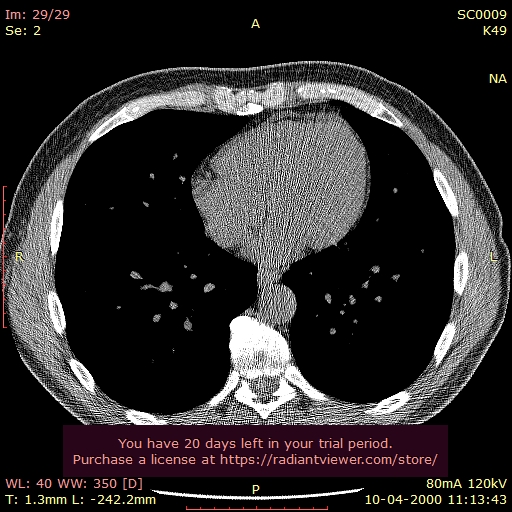 Im: 29/29
Se: 2
A
SC0009
K49
NA
R
L
You have 20 days left in your trial period.
Purchase a license at https://radiantviewer.com/store/
WL: 40 WW: 350 [D]
T: 1.3mm L: -242.2mm
P
80mA 120kV
10-04-2000 11:13:43